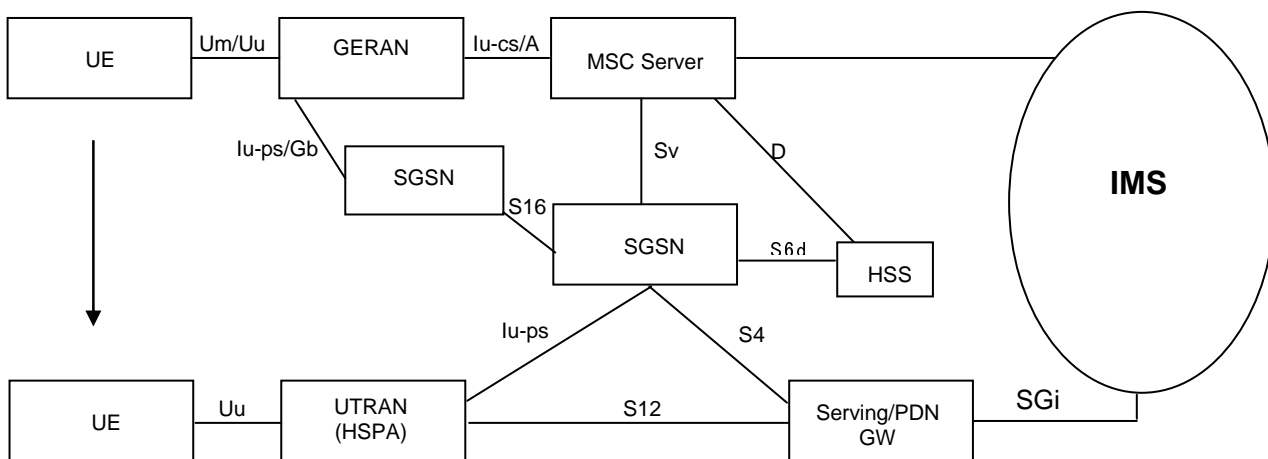 UE
Um/Uu
GERAN
Iu-cs/A
MSC Server
Iu-ps/Gb
SGSN
S16
Sv
D
IMS
SGSN
S6d
HSS
Iu-ps
S4
UE
Uu
UTRAN
(HSPA)
S12
Serving/PDN
GW
SGi